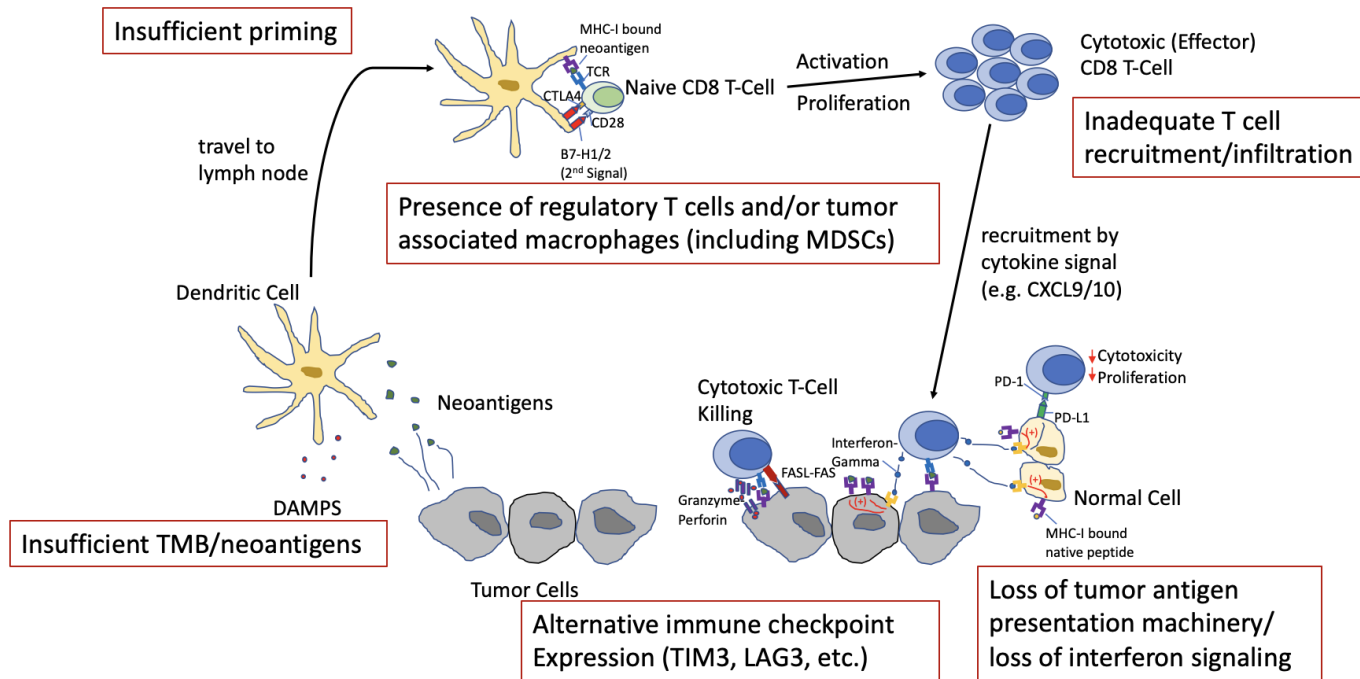 Insufficient priming
MHC-I bound
neoantigen
TCR
CTLA4
Naive CD8 T-Cell
CD28
B7-H1/2
(2nd Signal)
Activation
Proliferation
Cytotoxic (Effector)
CD8 T-Cell
Inadequate T cell
recruitment/infiltration
travel to
lymph node
Presence of regulatory T cells and/or tumor
associated macrophages (including MDSCs)
recruitment by
cytokine signal
(e.g. CXCL9/10)
Dendritic Cell
Neoantigens
DAMPS
Insufficient TMB/neoantigens
Tumor Cells
Cytotoxic T-Cell
Killing
Granzyme
Perforin
FASL-FAS
Interferon-
Gamma
(+)
PD-1
Cytotoxicity
Proliferation
PD-L1
(+)
(+)
Normal Cell
MHC-I bound
native peptide
Alternative immune checkpoint
Expression (TIM3, LAG3, etc.)
Loss of tumor antigen
presentation machinery/
loss of interferon signaling